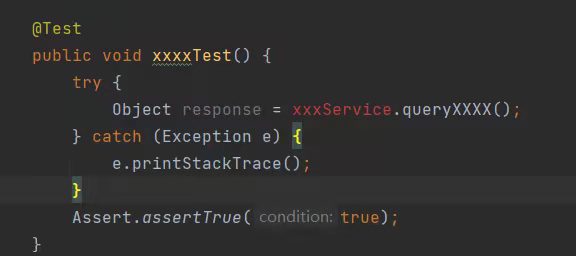 @Test
public void xxxxTest() {
try {
Object response = xxxService.queryXXXX();
} catch (Exception e) {
e.printStackTrace();
}
Assert.assertTrue( condition: true);
}